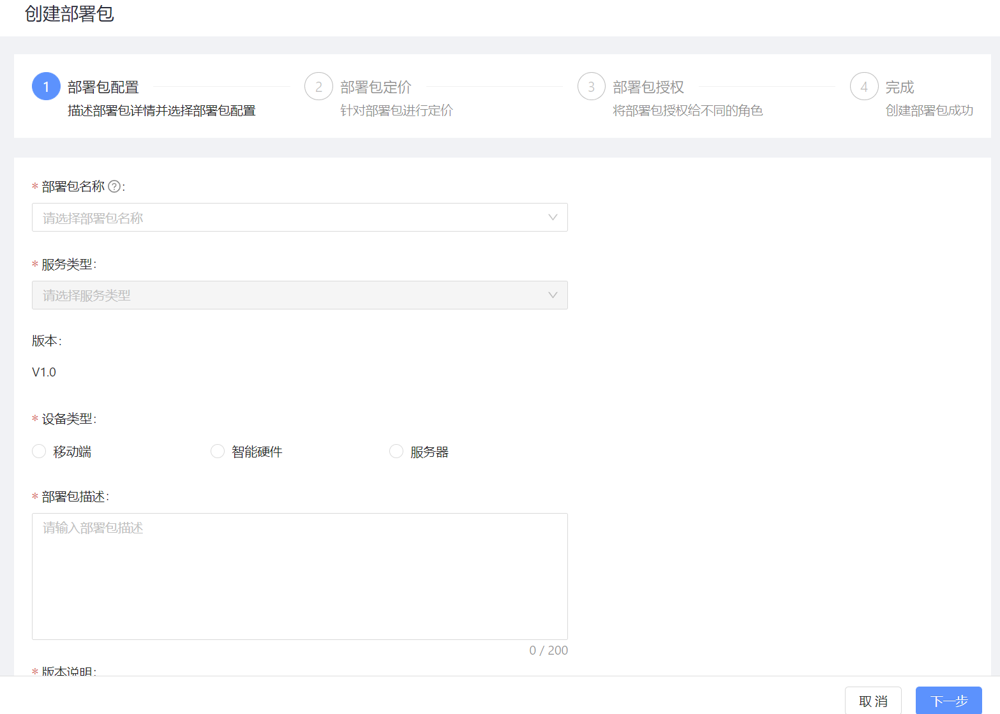 创建部署包
1 部署包配置
描述部署包详情并选择部署包配置
2 部署包定价
针对部署包进行定价
3 部署包授权
将部署包授权给不同的角色
4 完成
创建部署包成功
* 部署包名称 ? :
请选择部署包名称
* 服务类型:
请选择服务类型
版本:
V1.0
* 设备类型:
移动端 智能硬件 服务器
* 部署包描述:
请输入部署包描述
0 / 200
* 版本说明:
取 消 下一步